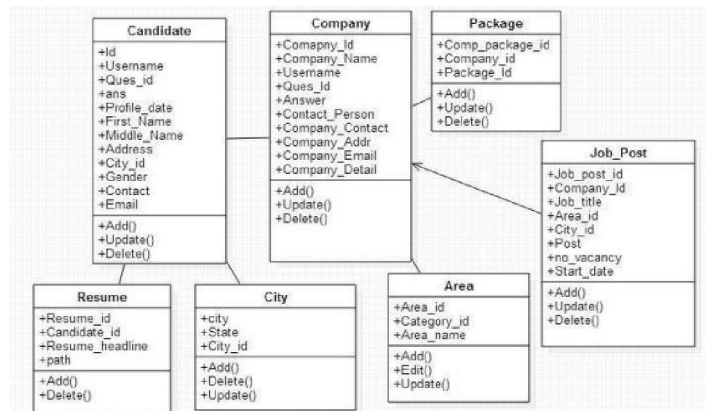 Candidate
+Id
+Username
+Ques_id
+ans
+Profile_date
+First_Name
+Middle_Name
+Address
+City_id
+Gender
+Contact
+Email
+Add()
+Update()
+Delete()
Company
+Comapny_Id
+Company_Name
+Username
+Ques_Id
+Answer
+Contact_Person
+Company_Contact
+Company_Addr
+Company_Email
+Company_Detail
+Add()
+Update()
+Delete()
Package
+Comp_package_id
+Company_id
+Package_Id
+Add()
+Update()
+Delete()
Job_Post
+Job_post_id
+Company_Id
+Job_title
+Area_id
+City_id
+Post
+no_vacancy
+Start_date
+Add()
+Update()
+Delete()
Resume
+Resume_id
+Candidate_id
+Resume_headline
+path
+Add()
+Delete()
City
+city
+State
+City_id
+Add()
+Delete()
+Update()
Area
+Area_id
+Category_id
+Area_name
+Add()
+Edit()
+Update()